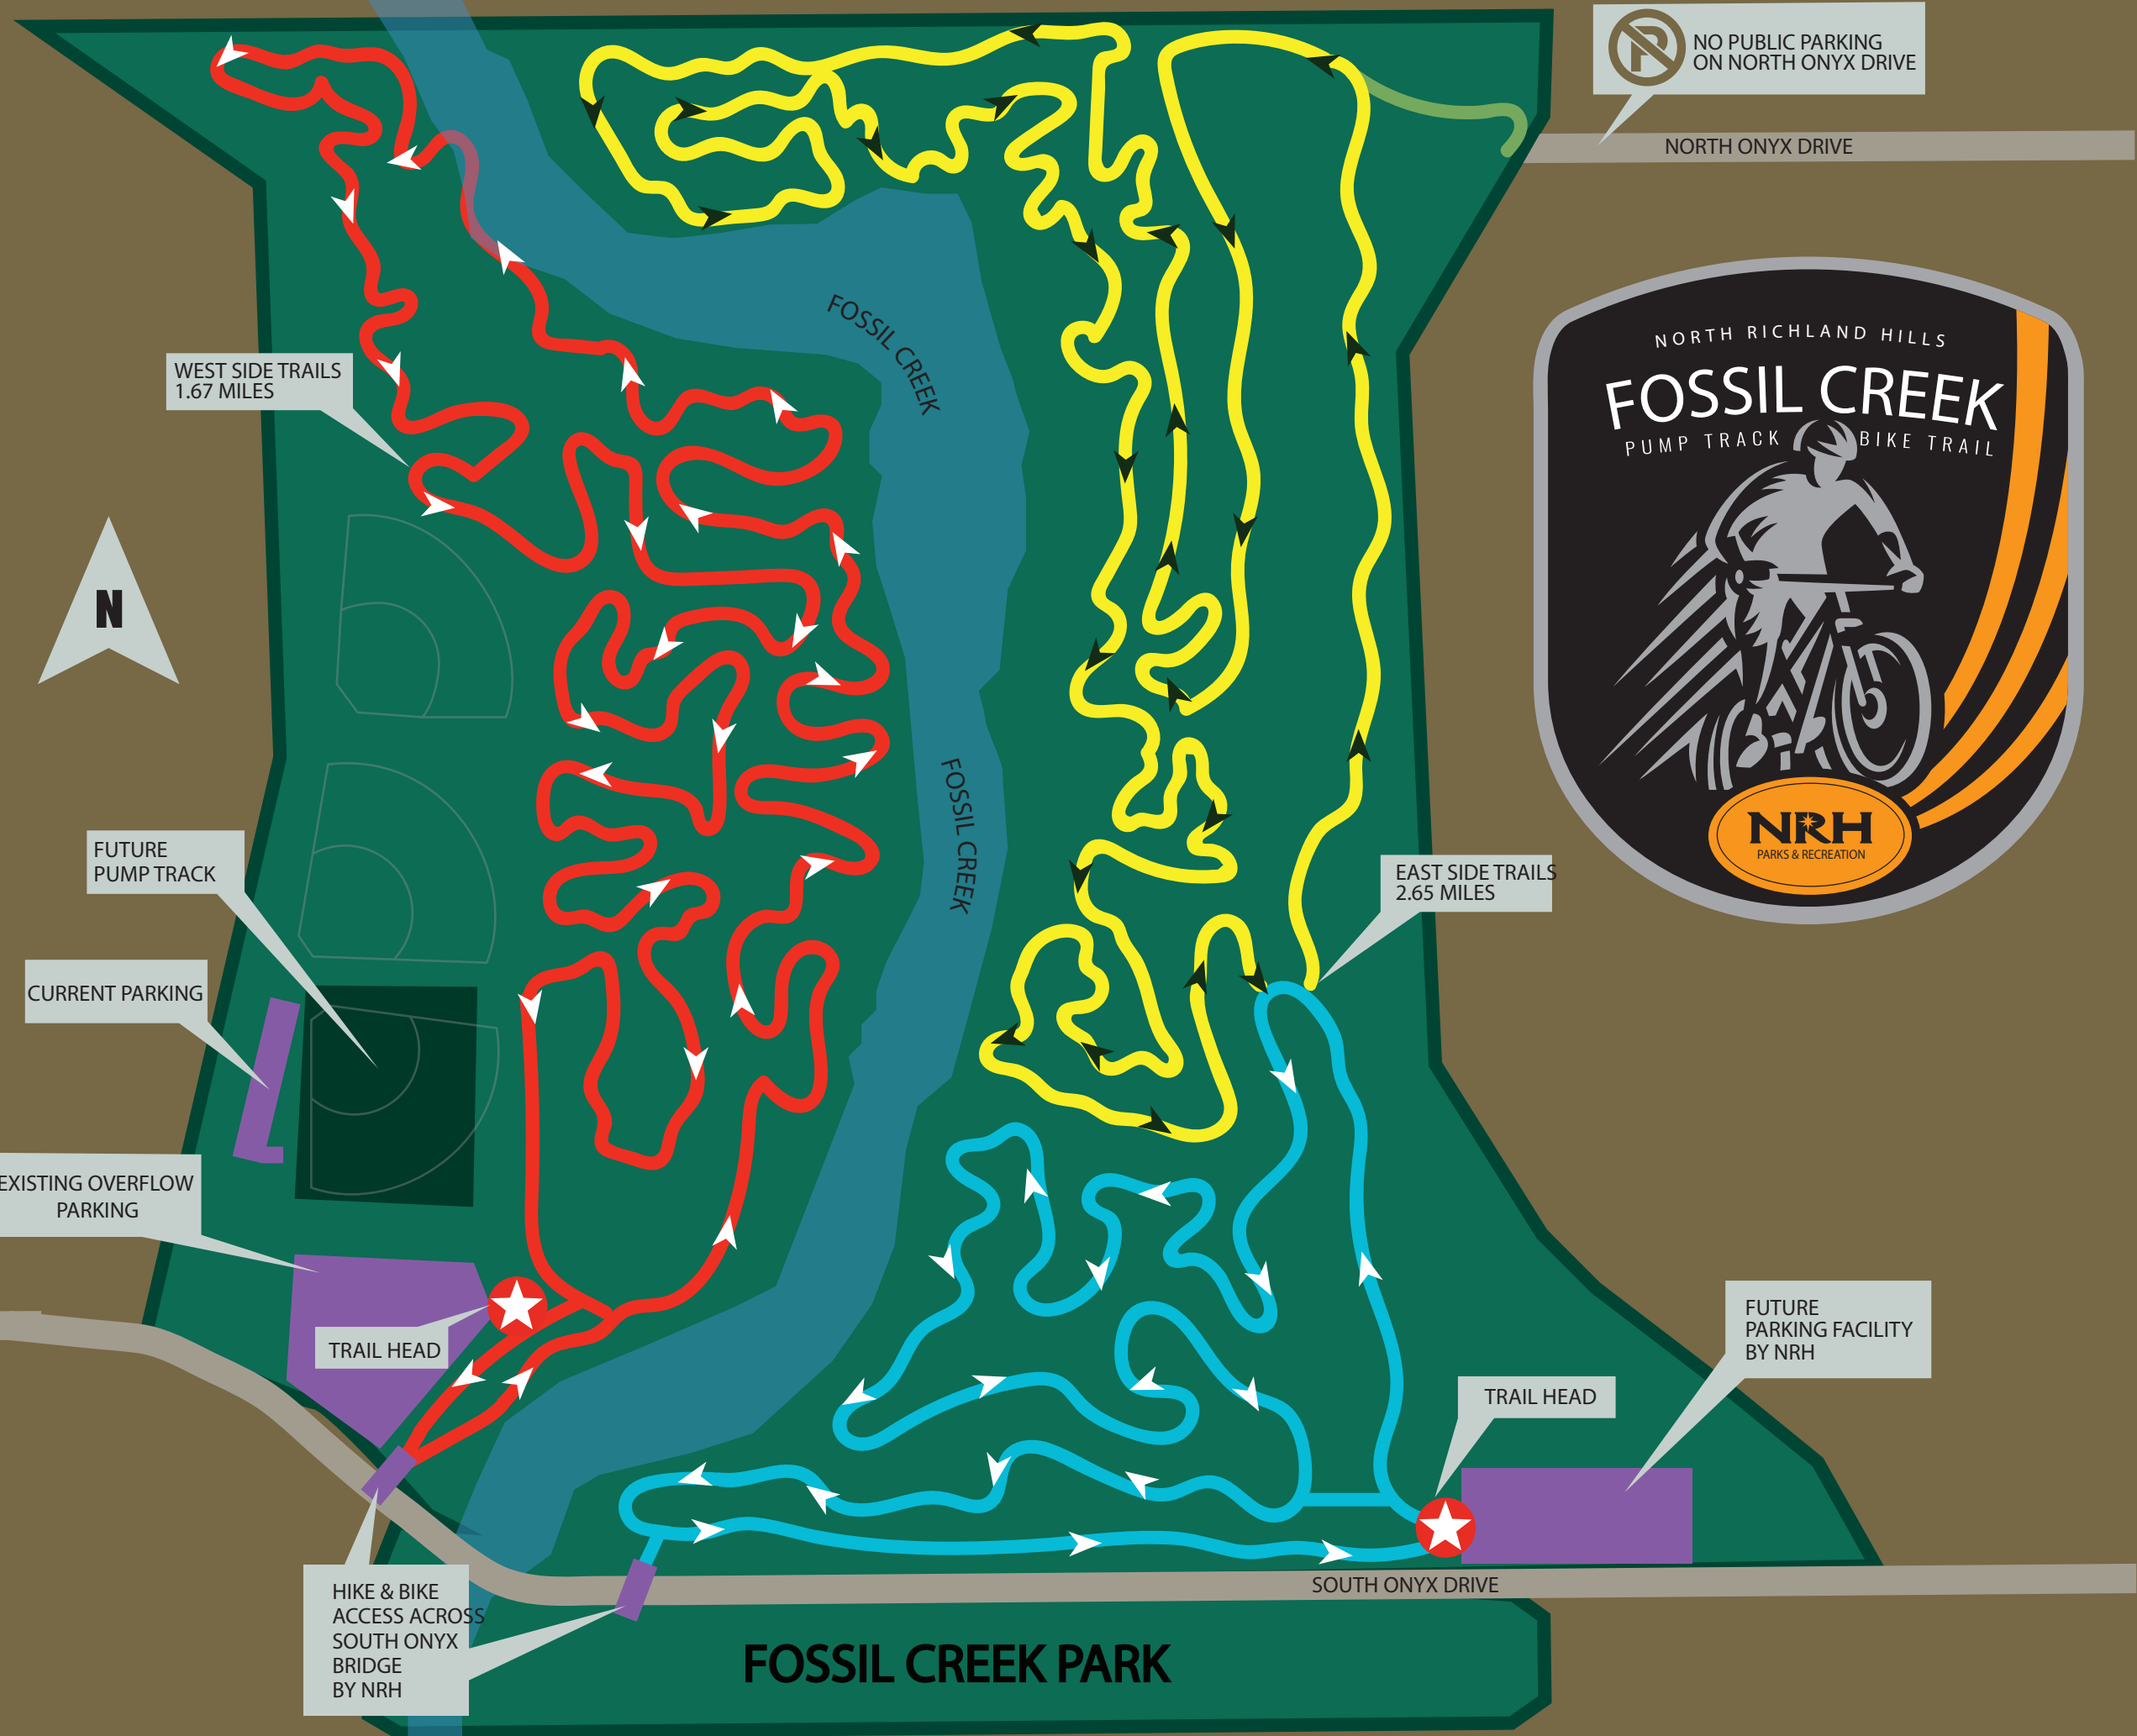 NO PUBLIC PARKING
ON NORTH ONYX DRIVE
NORTH ONYX DRIVE
FOSSIL CREEK
WEST SIDE TRAILS
1.67 MILES
NORTH RICHLAND HILLS
FOSSIL CREEK
PUMP TRACK BIKE TRAIL
NRH
PARKS & RECREATION
N
FOSSIL CREEK
FUTURE
PUMP TRACK
EAST SIDE TRAILS
2.65 MILES
CURRENT PARKING
EXISTING OVERFLOW
PARKING
TRAIL HEAD
FUTURE
PARKING FACILITY
BY NRH
TRAIL HEAD
HIKE & BIKE
ACCESS ACROSS
SOUTH ONYX
BRIDGE
BY NRH
SOUTH ONYX DRIVE
FOSSIL CREEK PARK